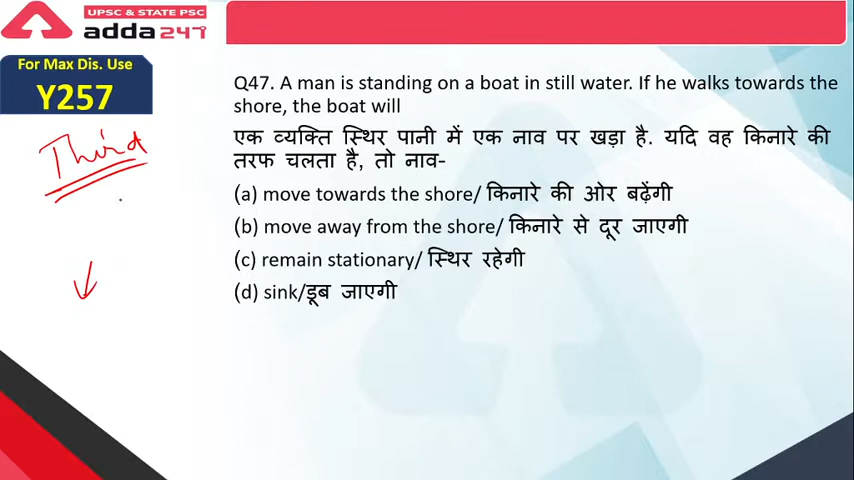 UPSC & STATE PSC
adda247
For Max Dis. Use
Y257
Third
Q47. A man is standing on a boat in still water. If he walks towards the
shore, the boat will
एक व्यक्ति स्थिर पानी में एक नाव पर खड़ा है. यदि वह किनारे की
तरफ चलता है, तो नाव-
(a) move towards the shore/ किनारे की ओर बढ़ेंगी
(b) move away from the shore/ किनारे से दूर जाएगी
(c) remain stationary/ स्थिर रहेगी
(d) sink/डूब जाएगी